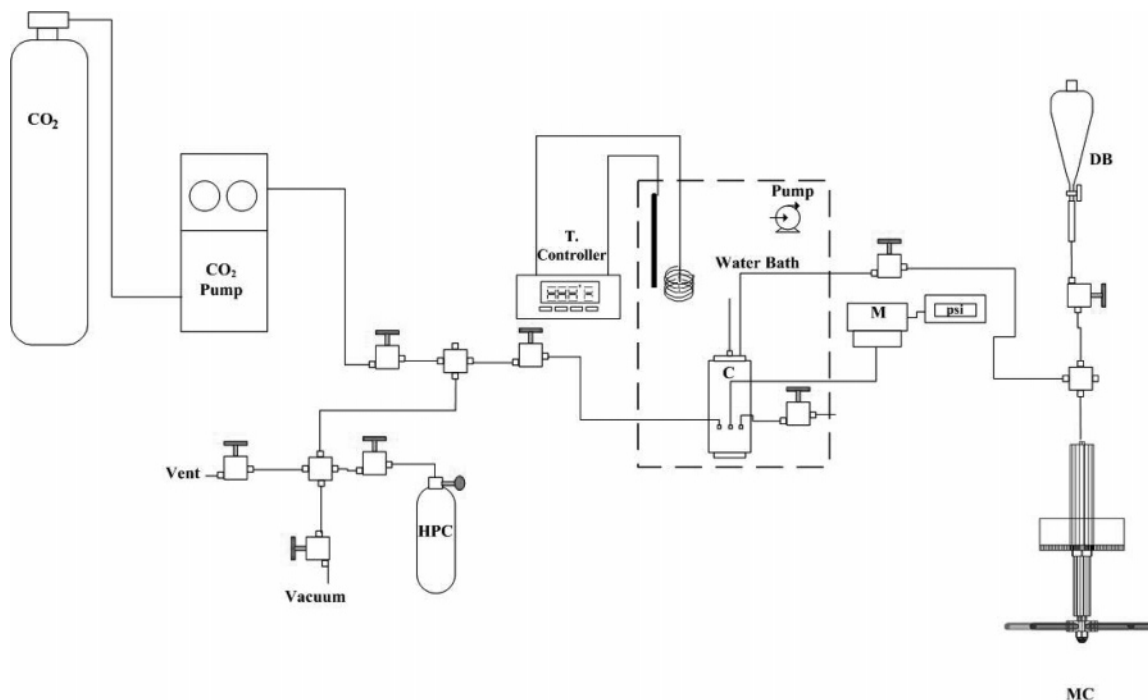 CO₂
CO₂
Pump
T.
Controller
Pump
Water Bath
M
psi
DB
C
Vent
HPC
Vacuum
MC